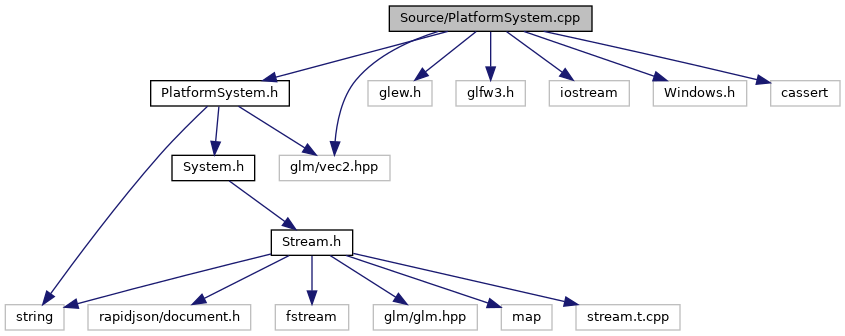 Source/PlatformSystem.cpp
PlatformSystem.h
glew.h
glfw3.h
iostream
Windows.h
cassert
System.h
glm/vec2.hpp
Stream.h
string
rapidjson/document.h
fstream
glm/glm.hpp
map
stream.t.cpp